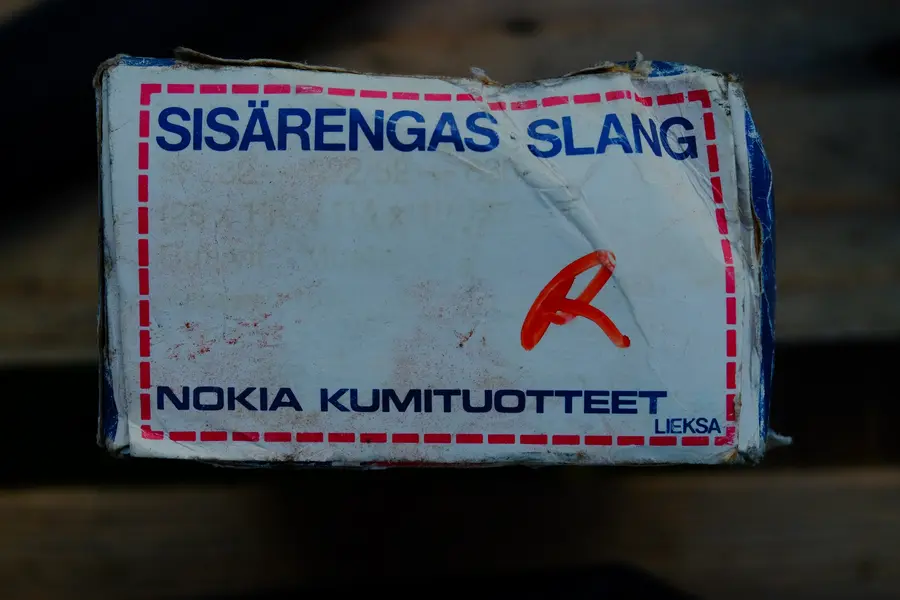 SISÄRENGAS SLANG
R
NOKIA KUMITUOTTEET
LIEKSA